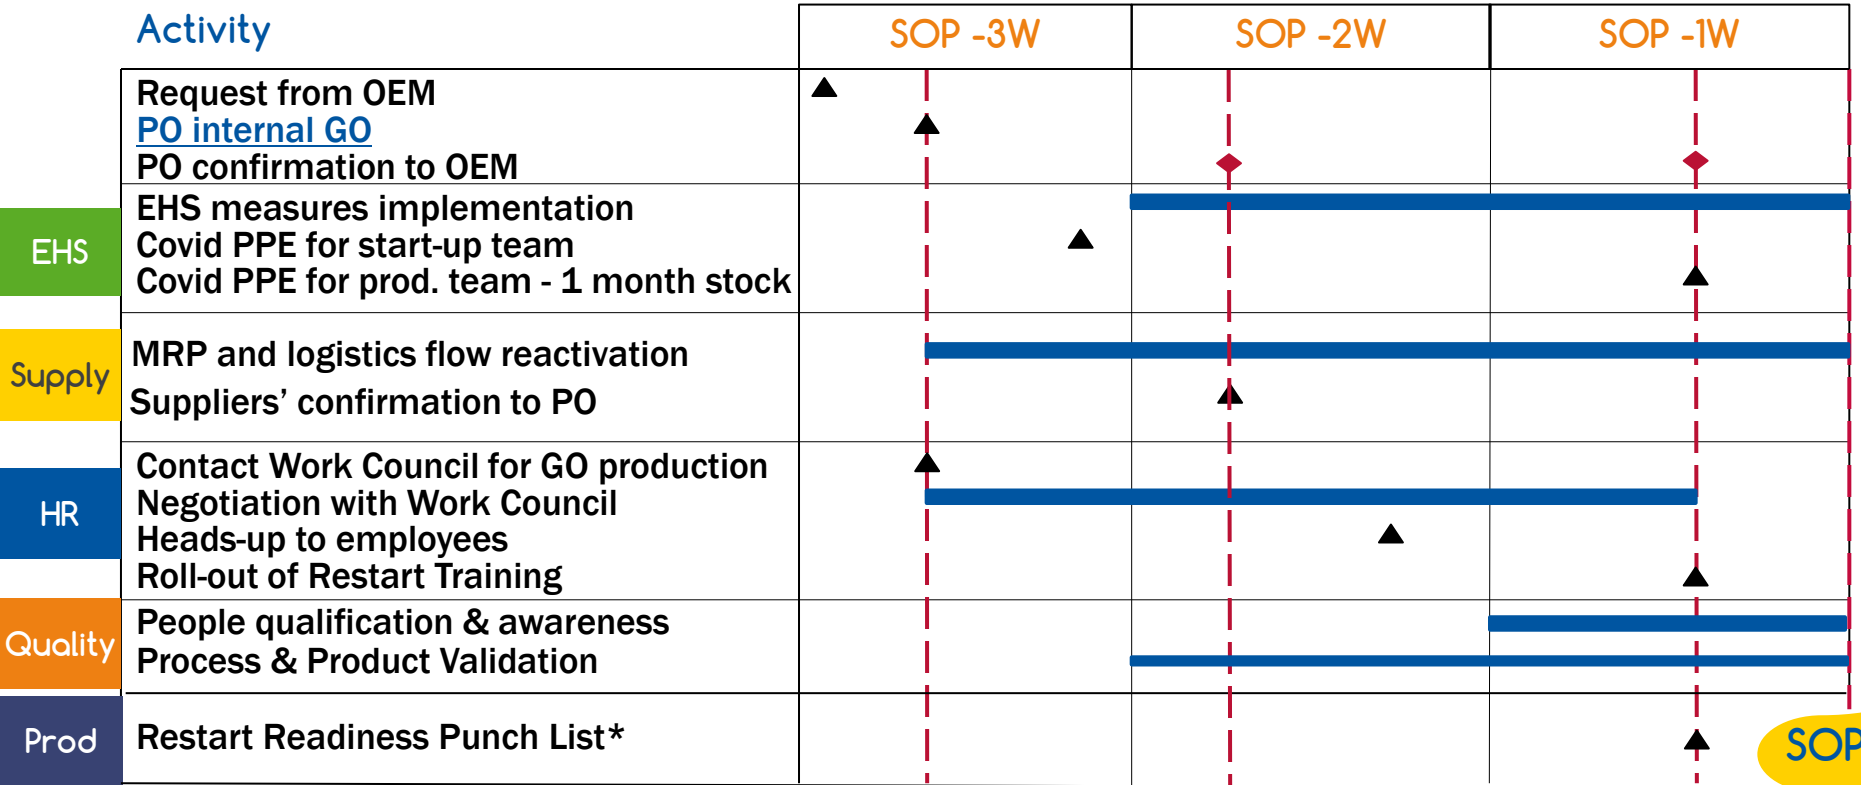 Activity SOP -3W SOP -2W SOP -1W
Request from OEM
PO internal GO
PO confirmation to OEM
EHS
EHS measures implementation
Covid PPE for start-up team
Covid PPE for prod. team - 1 month stock
Supply
MRP and logistics flow reactivation
Suppliers’ confirmation to PO
HR
Contact Work Council for GO production
Negotiation with Work Council
Heads-up to employees
Roll-out of Restart Training
Quality
People qualification & awareness
Process & Product Validation
Prod
Restart Readiness Punch List*
SOP